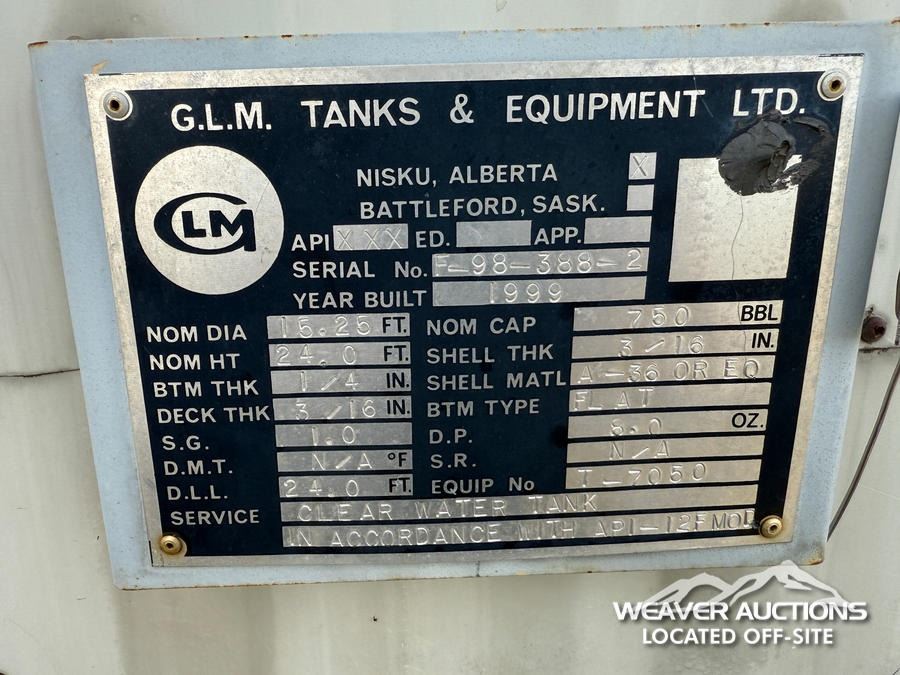 G.L.M. TANKS & EQUIPMENT LTD.
GLM
NISKU, ALBERTA X
BATTLEFORD, SASK.
API XXX ED. APP.
SERIAL No. F-98-388-2
YEAR BUILT 1999
NOM DIA 15.25 FT. NOM CAP 750 BBL
NOM HT 24.0 FT. SHELL THK 3/16 IN.
BTM THK 1/4 IN. SHELL MATL A-36 OR EQ
DECK THK 3/16 IN. BTM TYPE FLAT
S.G. 1.0 D.P. 8.0 OZ.
D.M.T. N/A °F S.R. N/A
D.L.L. 24.0 FT. EQUIP No T-7050
SERVICE CLEAR WATER TANK
IN ACCORDANCE WITH API-12F MOD
WEAVER AUCTIONS
LOCATED OFF-SITE